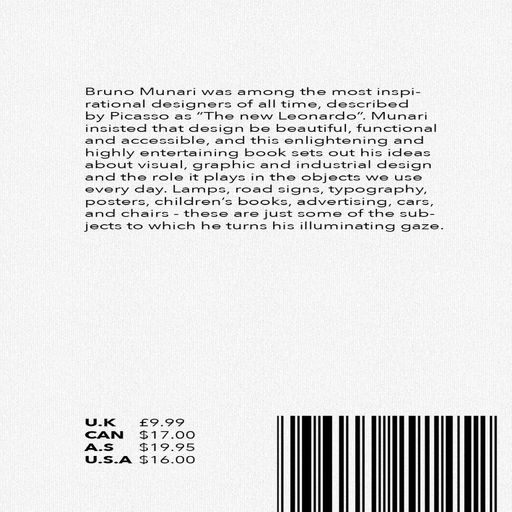 Bruno Munari was among the most inspi-
rational designers of all time, described
by Picasso as “The new Leonardo”. Munari
insisted that design be beautiful, functional
and accessible, and this enlightening and
highly entertaining book sets out his ideas
about visual, graphic and industrial design
and the role it plays in the objects we use
every day. Lamps, road signs, typography,
posters, children’s books, advertising, cars,
and chairs - these are just some of the sub-
jects to which he turns his illuminating gaze.
U.K £9.99
CAN $17.00
A.S $19.95
U.S.A $16.00